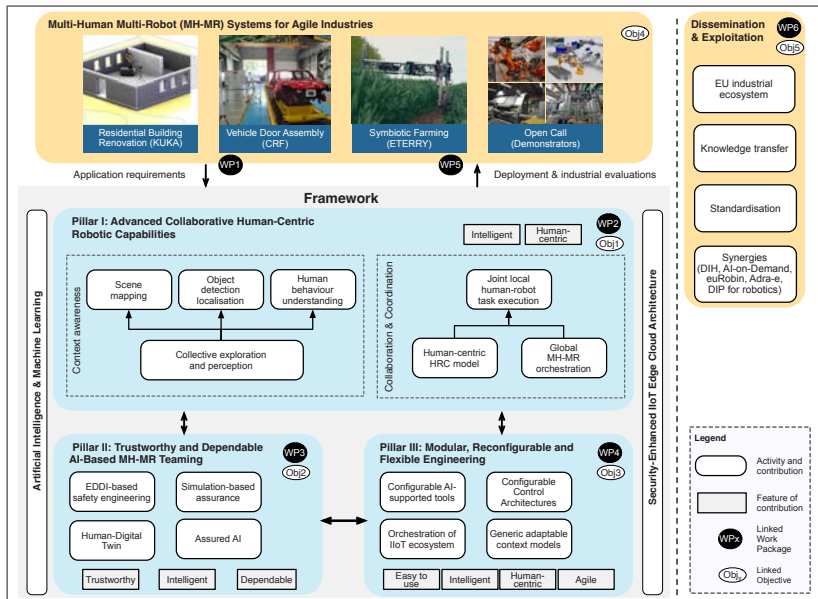 Multi-Human Multi-Robot (MH-MR) Systems for Agile Industries
Obj4
Residential Building
Renovation (KUKA)
Vehicle Door Assembly
(CRF)
Symbiotic Farming
(ETERRY)
Open Call
(Demonstrators)
WP1
WP5
Application requirements
Deployment & industrial evaluations
Dissemination
& Exploitation
WP6
Obj5
EU industrial
ecosystem
Knowledge transfer
Standardisation
Synergies
(DIH, AI-on-Demand,
euRobin, Adra-e,
DIP for robotics)
Framework
Artificial Intelligence & Machine Learning
Security-Enhanced IIoT Edge Cloud Architecture
Pillar I: Advanced Collaborative Human-Centric
Robotic Capabilities
WP2
Obj1
Intelligent
Human-
centric
Context awareness
Scene
mapping
Object
detection
localisation
Human
behaviour
understanding
Collective exploration
and perception
Collaboration & Coordination
Joint local
human-robot
task execution
Human-centric
HRC model
Global
MH-MR
orchestration
Pillar II: Trustworthy and Dependable
AI-Based MH-MR Teaming
WP3
Obj2
EDDI-based
safety engineering
Simulation-based
assurance
Human-Digital
Twin
Assured AI
Trustworthy
Intelligent
Dependable
Pillar III: Modular, Reconfigurable and
Flexible Engineering
WP4
Obj3
Configurable AI-
supported tools
Configurable
Control
Architectures
Orchestration of
IIoT ecosystem
Generic adaptable
context models
Easy to
use
Intelligent
Human-
centric
Agile
Legend
Activity and
contribution
Feature of
contribution
WPx
Linked
Work
Package
Objx
Linked
Objective